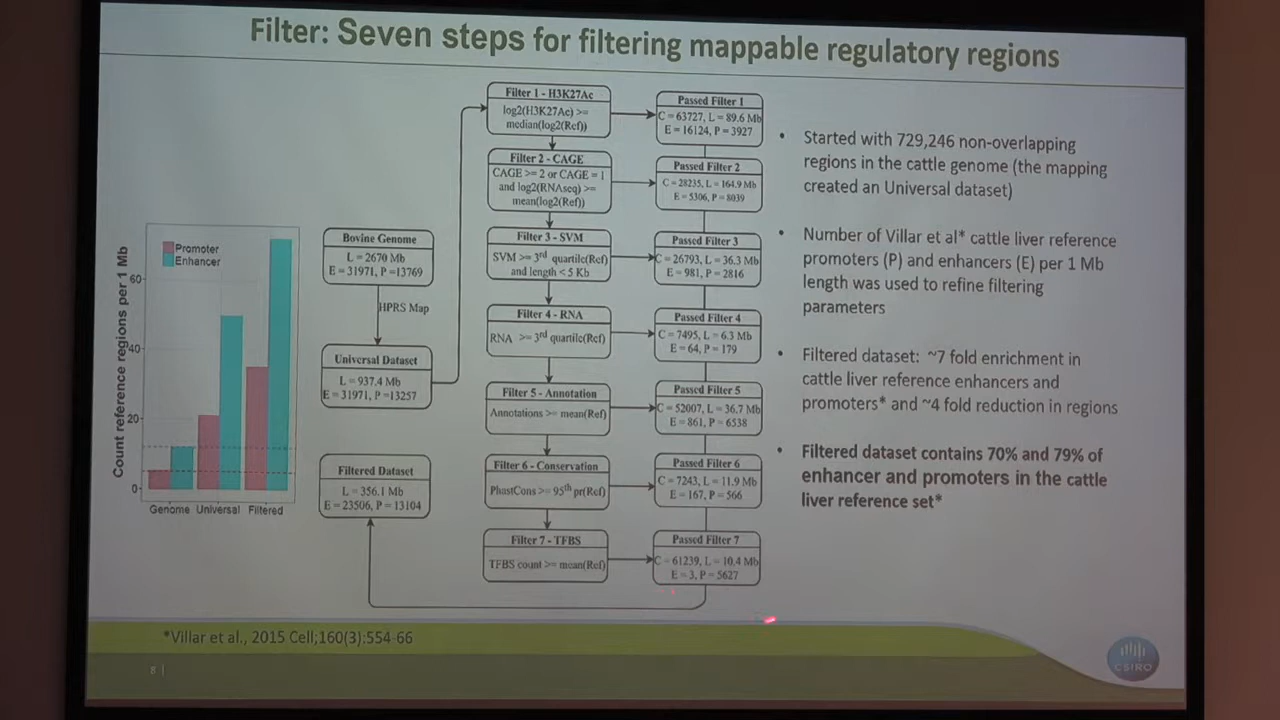 Filter: Seven steps for filtering mappable regulatory regions
Count reference regions per 1 Mb
60
40
20
0
Promoter
Enhancer
Genome Universal Filtered
Bovine Genome
L = 2670 Mb
E = 31971, P =13769
HPRS Map
Universal Dataset
L = 937.4 Mb
E =31971, P =13257
Filtered Dataset
L = 356.1 Mb
E = 23506, P = 13104
Filter 1 - H3K27Ac
log2(H3K27Ac) >=
median(log2(Ref))
Filter 2 - CAGE
CAGE >= 2 or CAGE = 1
and log2(RNAseq) >=
mean(log2(Ref))
Filter 3 - SVM
SVM >= 3rd quartile(Ref)
and length < 5 Kb
Filter 4 - RNA
RNA >= 3rd quartile(Ref)
Filter 5 - Annotation
Annotations >= mean(Ref)
Filter 6 - Conservation
PhastCons >= 95th pr(Ref)
Filter 7 - TFBS
TFBS count >= mean(Ref)
Passed Filter 1
C = 63727, L = 89.6 Mb
E = 16124, P = 3927
Passed Filter 2
C = 28235, L = 164.9 Mb
E = 5306, P = 8039
Passed Filter 3
C = 26793, L = 36.3 Mb
E = 981, P = 2816
Passed Filter 4
C = 7495, L = 6.3 Mb
E = 64, P = 179
Passed Filter 5
C = 52007, L = 36.7 Mb
E = 861, P = 6538
Passed Filter 6
C = 7243, L = 11.9 Mb
E = 167, P = 566
Passed Filter 7
C = 61239, L = 10.4 Mb
E = 3, P = 5627
• Started with 729,246 non-overlapping
regions in the cattle genome (the mapping
created an Universal dataset)
• Number of Villar et al* cattle liver reference
promoters (P) and enhancers (E) per 1 Mb
length was used to refine filtering
parameters
• Filtered dataset: ~7 fold enrichment in
cattle liver reference enhancers and
promoters* and ~4 fold reduction in regions
• Filtered dataset contains 70% and 79% of
enhancer and promoters in the cattle
liver reference set*
*Villar et al., 2015 Cell;160(3):554-66
8 |
CSIRO